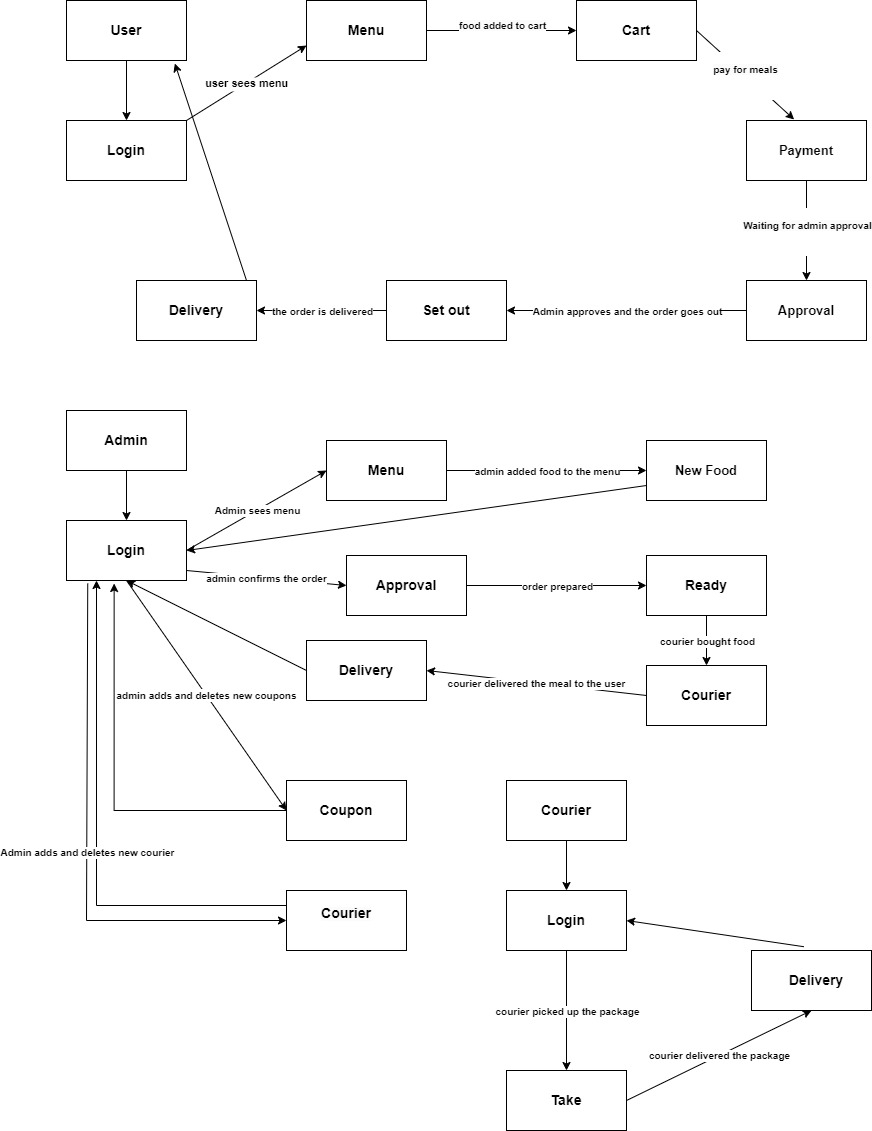 User
Menu
food added to cart
Cart
user sees menu
pay for meals
Login
Payment
Waiting for admin approval
Delivery
the order is delivered
Set out
Admin approves and the order goes out
Approval
Admin
Menu
admin added food to the menu
New Food
Admin sees menu
Login
admin confirms the order
Approval
order prepared
Ready
courier bought food
Delivery
courier delivered the meal to the user
Courier
admin adds and deletes new coupons
Coupon
Courier
Admin adds and deletes new courier
Courier
Login
Delivery
courier picked up the package
courier delivered the package
Take